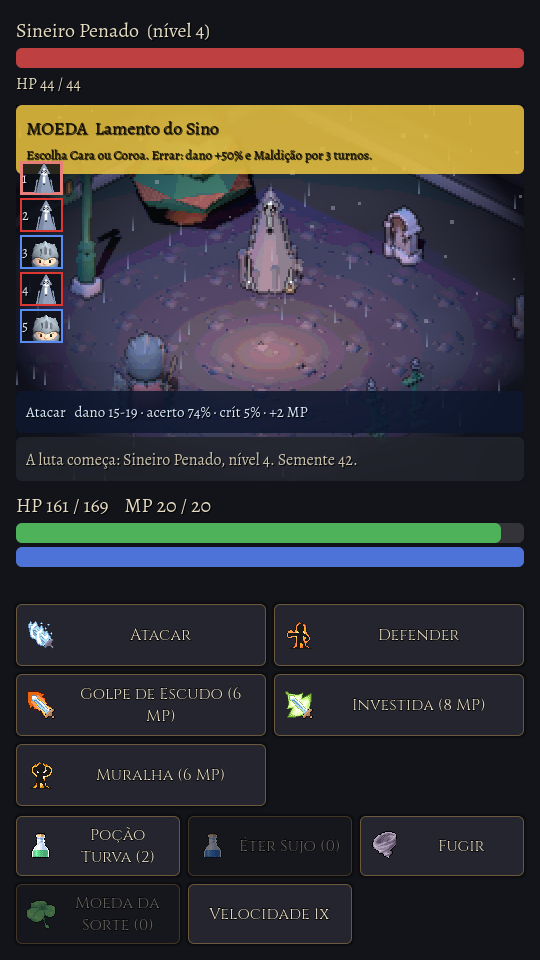 Sineiro Penado (nível 4)
HP 44 / 44
MOEDA Lamento do Sino
Escolha Cara ou Coroa. Errar: dano +50% e Maldição por 3 turnos.
1
2
3
4
5
Atacar dano 15-19 · acerto 74% · crít 5% · +2 MP
A luta começa: Sineiro Penado, nível 4. Semente 42.
HP 161 / 169 MP 20 / 20
Atacar
Defender
Golpe de Escudo (6
MP)
Investida (8 MP)
Muralha (6 MP)
Poção
Turva (2)
Éter Sujo (0)
Fugir
Moeda da
Sorte (0)
Velocidade 1x